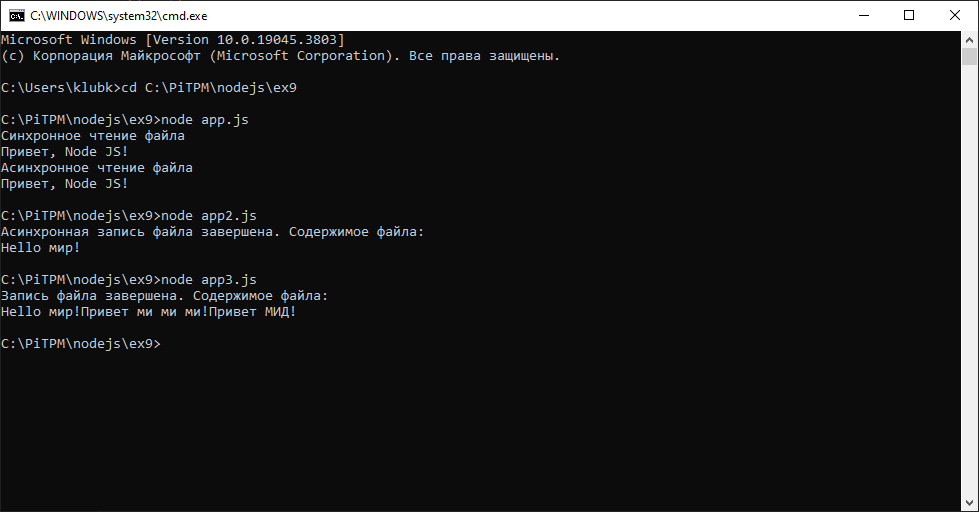 C:\WINDOWS\system32\cmd.exe
Microsoft Windows [Version 10.0.19045.3803]
(c) Корпорация Майкрософт (Microsoft Corporation). Все права защищены.
C:\Users\klubk>cd C:\PiTPM\nodejs\ex9
C:\PiTPM\nodejs\ex9>node app.js
Синхронное чтение файла
Привет, Node JS!
Асинхронное чтение файла
Привет, Node JS!
C:\PiTPM\nodejs\ex9>node app2.js
Асинхронная запись файла завершена. Содержимое файла:
Hello мир!
C:\PiTPM\nodejs\ex9>node app3.js
Запись файла завершена. Содержимое файла:
Hello мир!Привет ми ми ми!Привет МИД!
C:\PiTPM\nodejs\ex9>